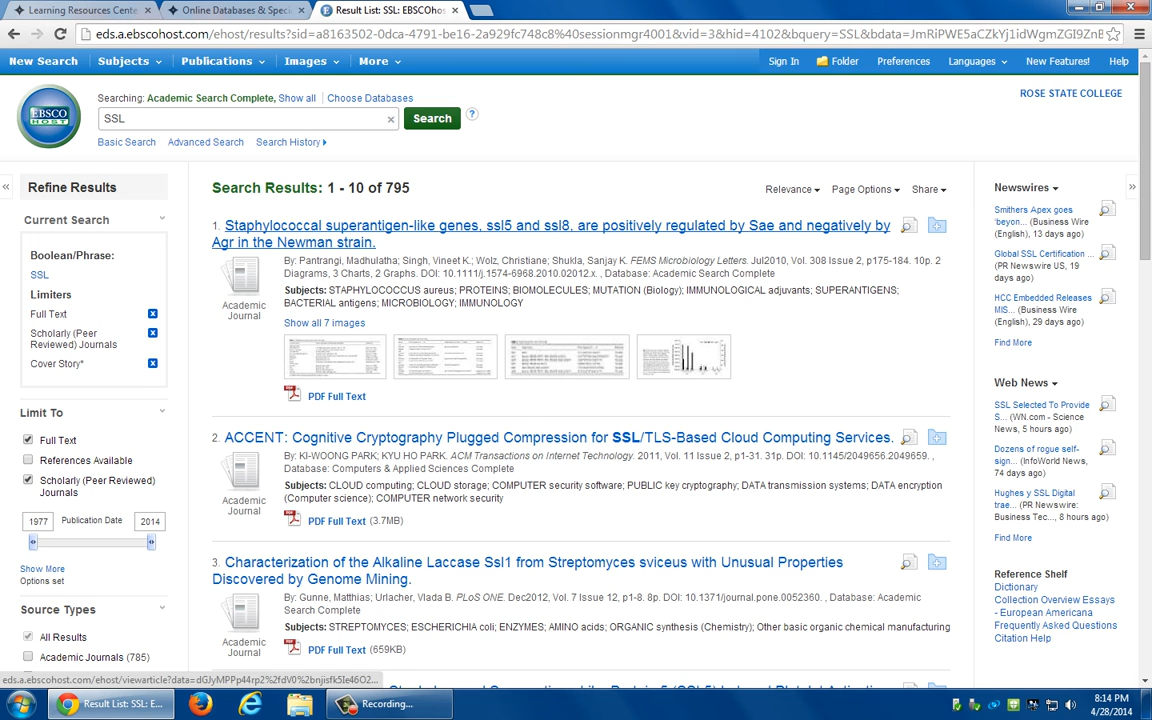 Learning Resources Cente
Online Databases & Speci
Result List: SSL: EBSCOhos
eds.a.ebscohost.com/ehost/results?sid=a8163502-0dca-4791-be16-2a929fc748c8%40sessionmgr4001&vid=3&hid=4102&bquery=SSL&bdata=JmRiPWE5aCZkYj1idWgmZGI9ZnB
New Search Subjects Publications Images More Sign In Folder Preferences Languages New Features! Help
Searching: Academic Search Complete, Show all | Choose Databases
ROSE STATE COLLEGE
EBSCO HOST
SSL
Search
Basic Search Advanced Search Search History
Refine Results
Current Search
Boolean/Phrase:
SSL
Limiters
Full Text
Scholarly (Peer
Reviewed) Journals
Cover Story*
Limit To
Full Text
References Available
Scholarly (Peer Reviewed)
Journals
1977 Publication Date 2014
Show More
Options set
Source Types
All Results
Academic Journals (785)
Search Results: 1 - 10 of 795
Relevance Page Options Share
1. Staphylococcal superantigen-like genes, ssl5 and ssl8, are positively regulated by Sae and negatively by
Agr in the Newman strain.
Academic
Journal
By: Pantrangi, Madhulatha; Singh, Vineet K.; Wolz, Christiane; Shukla, Sanjay K. FEMS Microbiology Letters. Jul2010, Vol. 308 Issue 2, p175-184. 10p. 2
Diagrams, 3 Charts, 2 Graphs. DOI: 10.1111/j.1574-6968.2010.02012.x. , Database: Academic Search Complete
Subjects: STAPHYLOCOCCUS aureus; PROTEINS; BIOMOLECULES; MUTATION (Biology); IMMUNOLOGICAL adjuvants; SUPERANTIGENS;
BACTERIAL antigens; MICROBIOLOGY; IMMUNOLOGY
Show all 7 images
PDF Full Text
2. ACCENT: Cognitive Cryptography Plugged Compression for SSL/TLS-Based Cloud Computing Services.
Academic
Journal
By: KI-WOONG PARK; KYU HO PARK. ACM Transactions on Internet Technology. 2011, Vol. 11 Issue 2, p1-31. 31p. DOI: 10.1145/2049656.2049659. ,
Database: Computers & Applied Sciences Complete
Subjects: CLOUD computing; CLOUD storage; COMPUTER security software; PUBLIC key cryptography; DATA transmission systems; DATA encryption
(Computer science); COMPUTER network security
PDF Full Text (3.7MB)
3. Characterization of the Alkaline Laccase Ssl1 from Streptomyces sviceus with Unusual Properties
Discovered by Genome Mining.
Academic
Journal
By: Gunne, Matthias; Urlacher, Vlada B. PLoS ONE. Dec2012, Vol. 7 Issue 12, p1-8. 8p. DOI: 10.1371/journal.pone.0052360. , Database: Academic
Search Complete
Subjects: STREPTOMYCES; ESCHERICHIA coli; ENZYMES; AMINO acids; ORGANIC synthesis (Chemistry); Other basic organic chemical manufacturing
PDF Full Text (659KB)
Newswires
Smithers Apex goes
'beyon... (Business Wire
(English), 13 days ago)
Global SSL Certification ...
(PR Newswire US, 19
days ago)
HCC Embedded Releases
MIS... (Business Wire
(English), 29 days ago)
Find More
Web News
SSL Selected To Provide
S... (WN.com - Science
News, 5 hours ago)
Dozens of rogue self-
sign... (InfoWorld News,
74 days ago)
Hughes y SSL Digital
trae... (PR Newswire:
Business Tec..., 8 hours ago)
Find More
Reference Shelf
Dictionary
Collection Overview Essays
- European Americana
Frequently Asked Questions
Citation Help
Result List: SSL: E...
Recording...
8:14 PM
4/28/2014